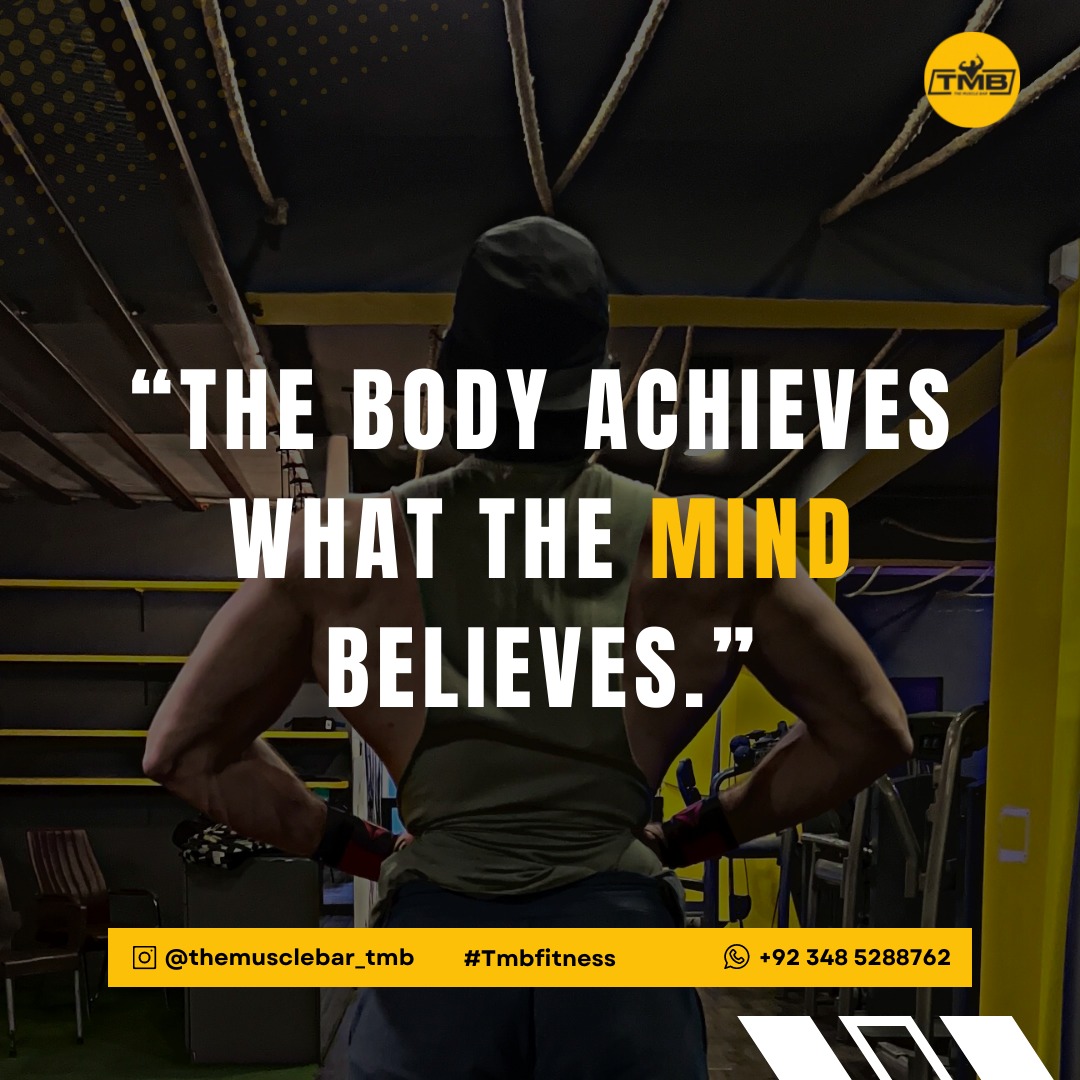 TMB
“THE BODY ACHIEVES
WHAT THE MIND
BELIEVES.”
@themusclebar_tmb #Tmbfitness +92 348 5288762